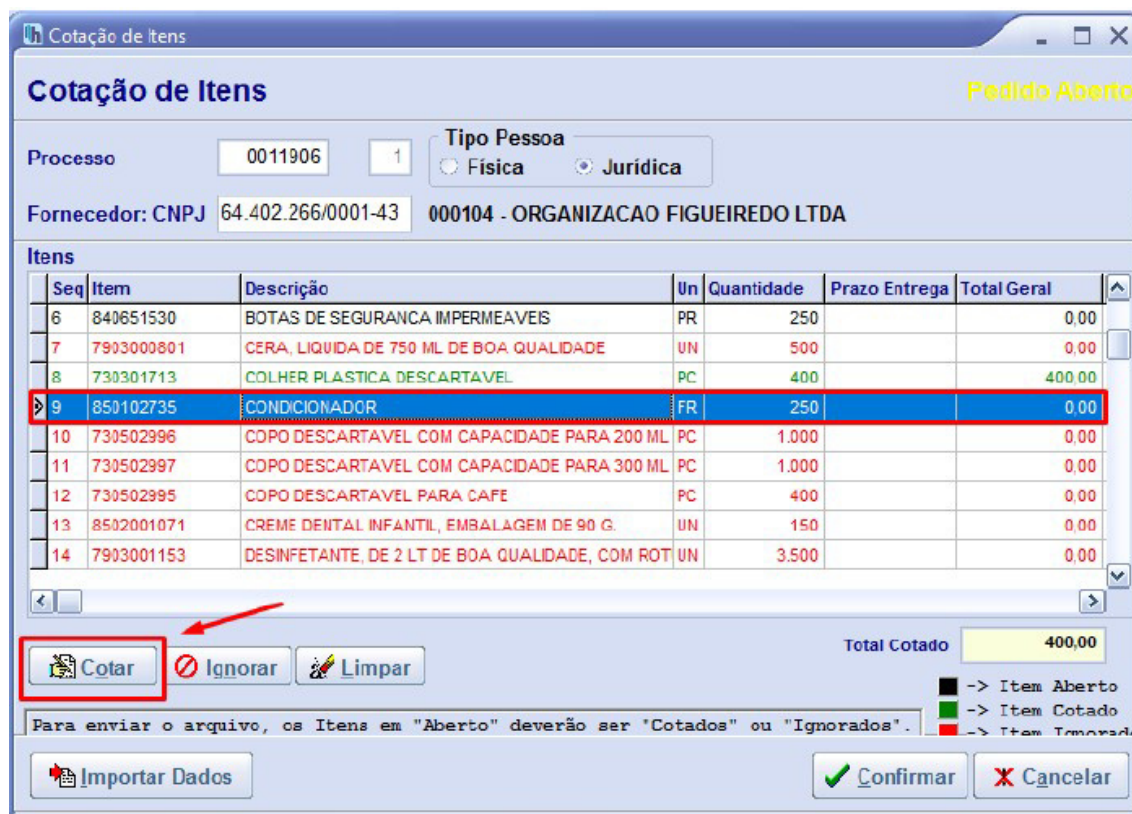 Cotação de Itens
Cotação de Itens
Pedido Aberto
Processo 0011906 1
Tipo Pessoa
Física Jurídica
Fornecedor: CNPJ 64.402.266/0001-43 000104 - ORGANIZACAO FIGUEIREDO LTDA
Itens
Seq Item Descrição Un Quantidade Prazo Entrega Total Geral
6 840651530 BOTAS DE SEGURANCA IMPERMEAVEIS PR 250 0,00
7 7903000801 CERA, LIQUIDA DE 750 ML DE BOA QUALIDADE UN 500 0,00
8 730301713 COLHER PLASTICA DESCARTAVEL PC 400 400,00
9 850102735 CONDICIONADOR FR 250 0,00
10 730502996 COPO DESCARTAVEL COM CAPACIDADE PARA 200 ML PC 1.000 0,00
11 730502997 COPO DESCARTAVEL COM CAPACIDADE PARA 300 ML PC 1.000 0,00
12 730502995 COPO DESCARTAVEL PARA CAFE PC 400 0,00
13 8502001071 CREME DENTAL INFANTIL, EMBALAGEM DE 90 G. UN 150 0,00
14 7903001153 DESINFETANTE, DE 2 LT DE BOA QUALIDADE, COM ROT UN 3.500 0,00
Cotar Ignorar Limpar
Total Cotado 400,00
-> Item Aberto
-> Item Cotado
-> Item Ignorado
Para enviar o arquivo, os Itens em "Aberto" deverão ser "Cotados" ou "Ignorados".
Importar Dados Confirmar Cancelar